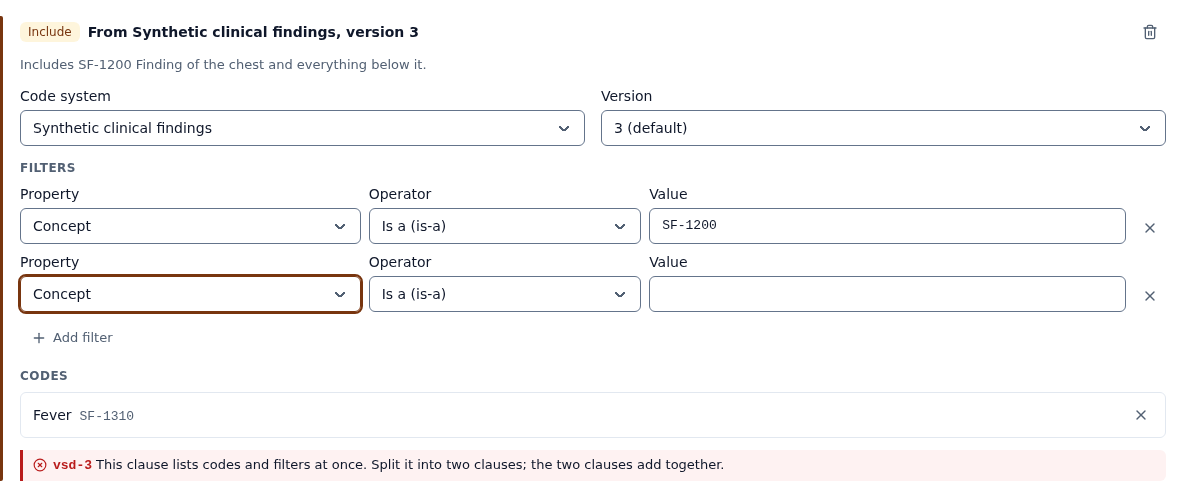 Include From Synthetic clinical findings, version 3
Includes SF-1200 Finding of the chest and everything below it.
Code system Version
Synthetic clinical findings 3 (default)
FILTERS
Property Operator Value
Concept Is a (is-a) SF-1200
Property Operator Value
Concept Is a (is-a)
Add filter
CODES
Fever SF-1310
vsd-3 This clause lists codes and filters at once. Split it into two clauses; the two clauses add together.